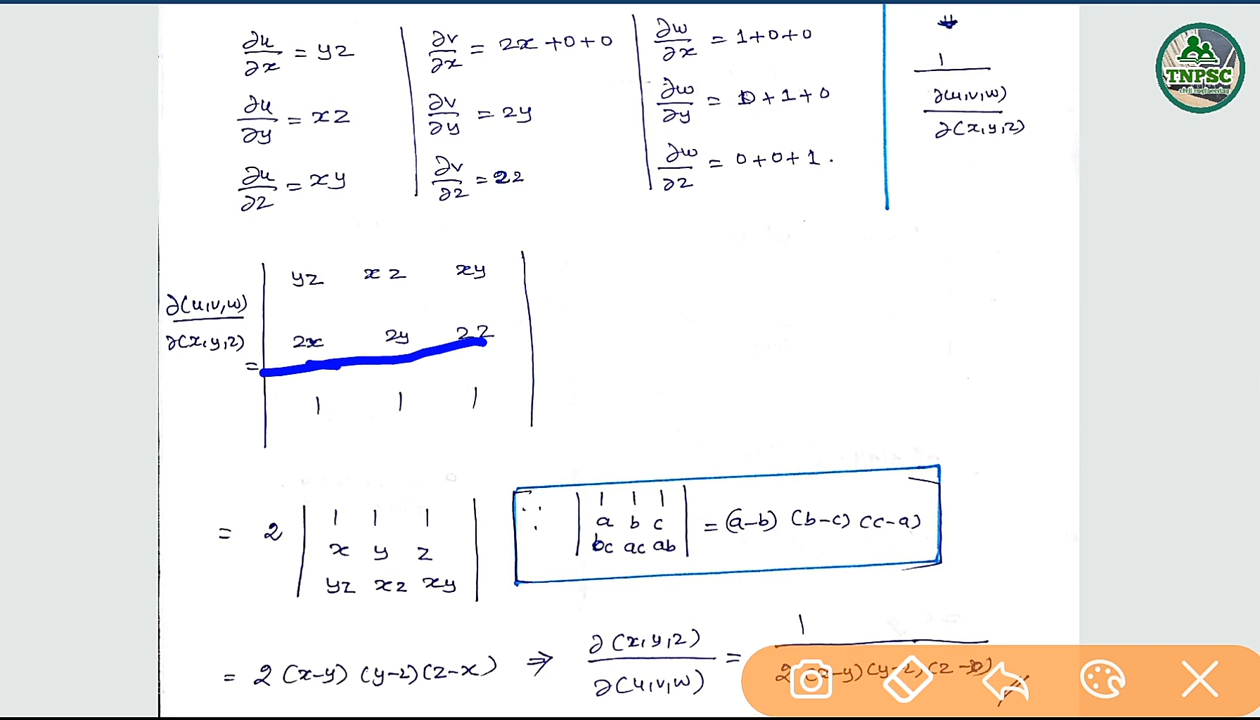 ∂u/∂x = yz
∂u/∂y = xz
∂u/∂z = xy
∂v/∂x = 2x+0+0
∂v/∂y = 2y
∂v/∂z = 2z
∂w/∂x = 1+0+0
∂w/∂y = 0+1+0
∂w/∂z = 0+0+1.
1
∂(u,v,w)
∂(x,y,z)
TNPSC
∂(u,v,w)/∂(x,y,z) =
yz xz xy
2x 2y 2z
1 1 1
= 2 | 1 1 1 |
x y z
yz xz xy
∵ | 1 1 1 |
a b c
bc ac ab
= (a-b) (b-c) (c-a)
= 2 (x-y) (y-z) (z-x) ⇒ ∂(x,y,z)/∂(u,v,w) = 1/2(x-y)(y-z)(z-x)